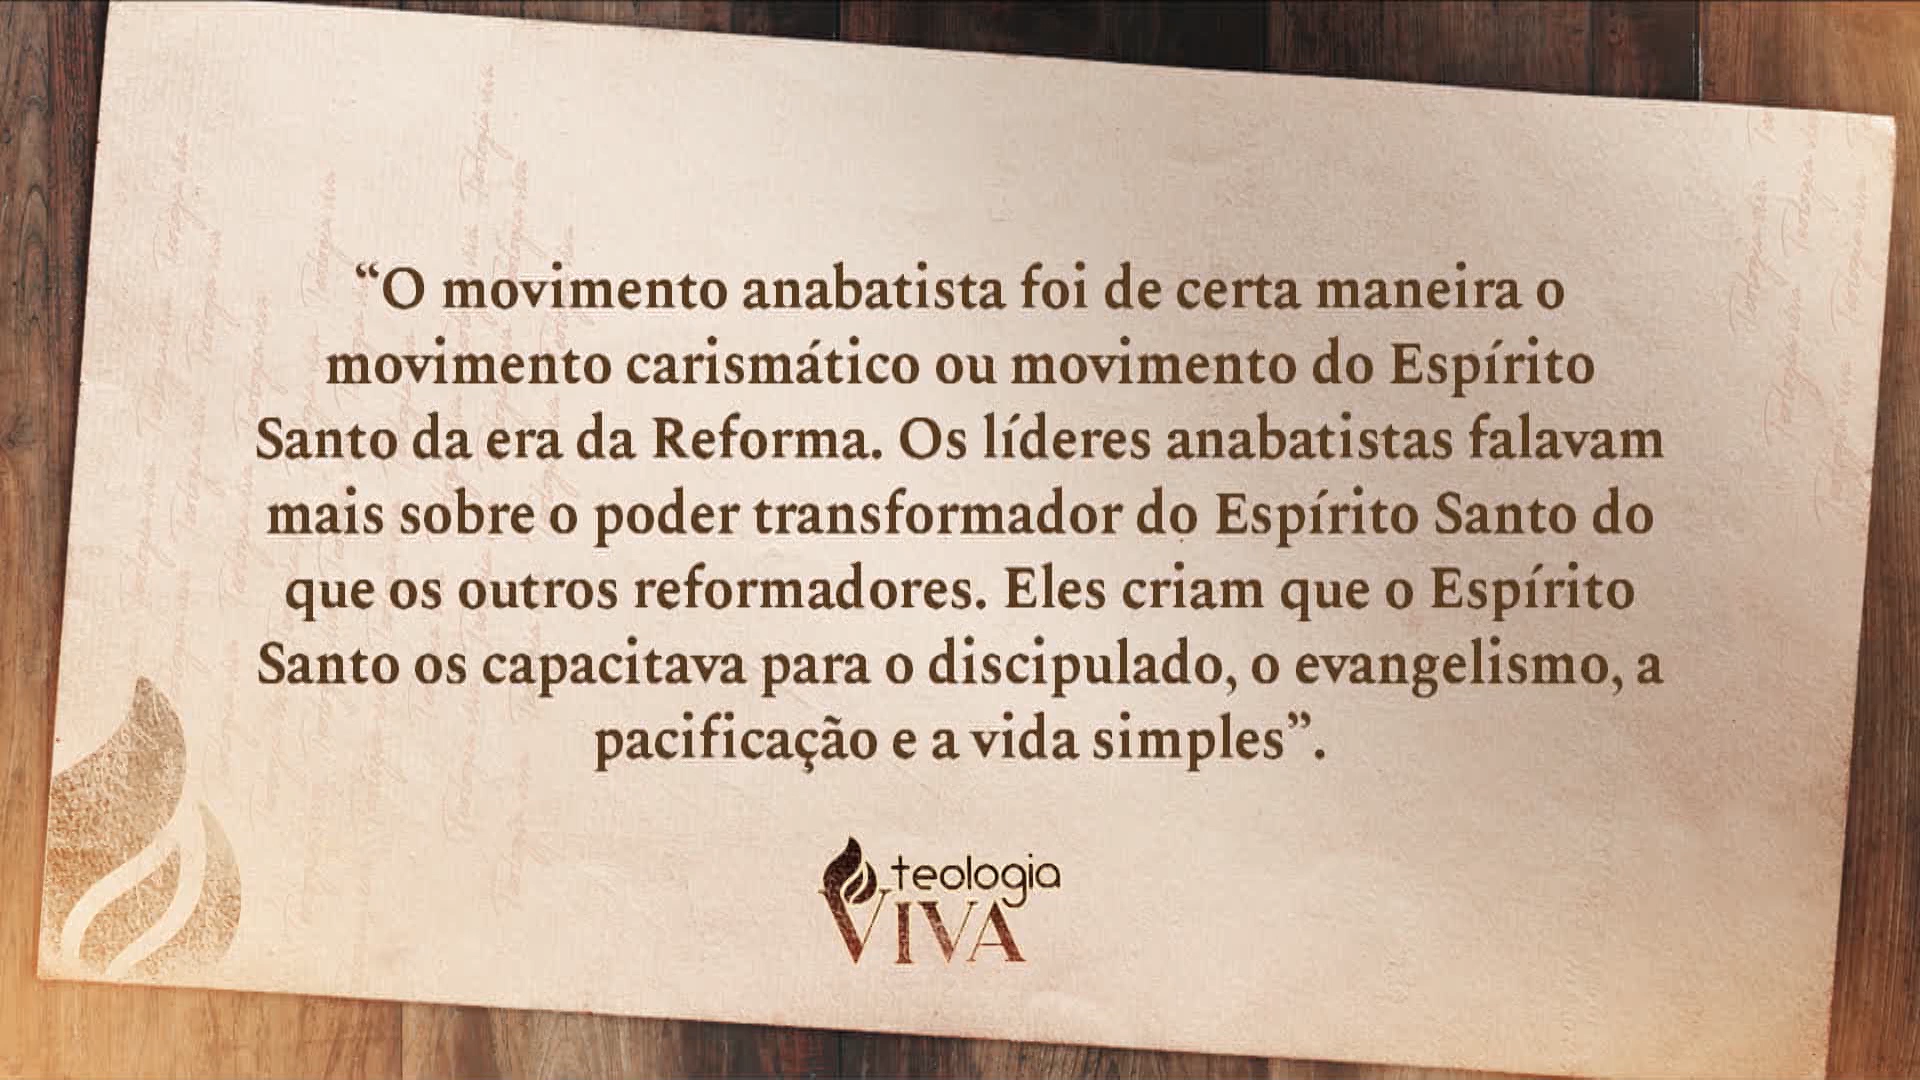 “O movimento anabatista foi de certa maneira o
movimento carismático ou movimento do Espírito
Santo da era da Reforma. Os líderes anabatistas falavam
mais sobre o poder transformador do Espírito Santo do
que os outros reformadores. Eles criam que o Espírito
Santo os capacitava para o discipulado, o evangelismo, a
pacificação e a vida simples”.
teologia
VIVA